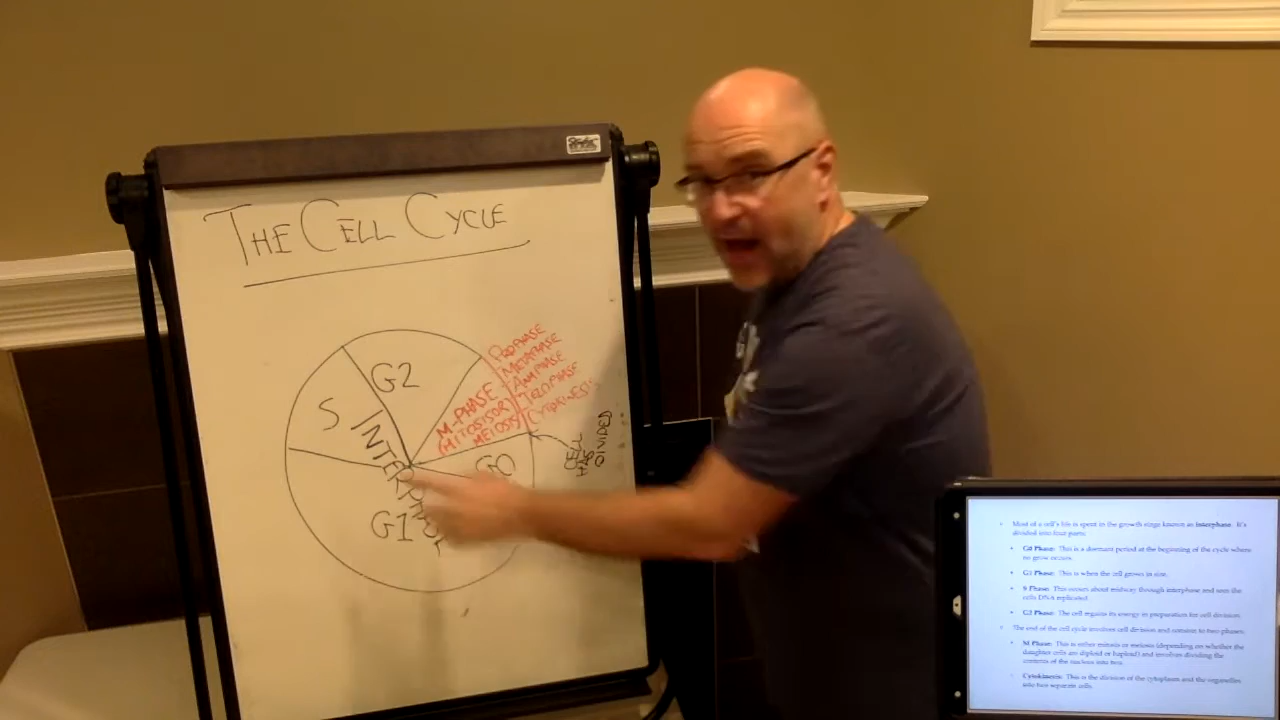 THE CELL CYCLE
G2
S
INTERPH
G1
G0
M-PHASE
(MITOSIS OR)
MEIOSIS
PROPHASE
METAPHASE
ANAPHASE
TELOPHASE
CYTOKINESIS
CELL
HAS
DIVIDED
Most of a cell's life is spent in the growth stage known as interphase. It's
divided into four parts:
G0 Phase: This is a dormant period at the beginning of the cycle where
no growth occurs.
G1 Phase: This is when the cell grows in size.
S Phase: This occurs about midway through interphase and sees the
cells DNA replicated.
G2 Phase: The cell regains its energy in preparation for cell division.
The end of the cell cycle involves cell division and consists to two phases:
M Phase: This is either mitosis or meiosis (depending on whether the
daughter cells are diploid or haploid) and involves dividing the
contents of the nucleus into two.
Cytokinesis: This is the division of the cytoplasm and the organelles
into two separate cells.